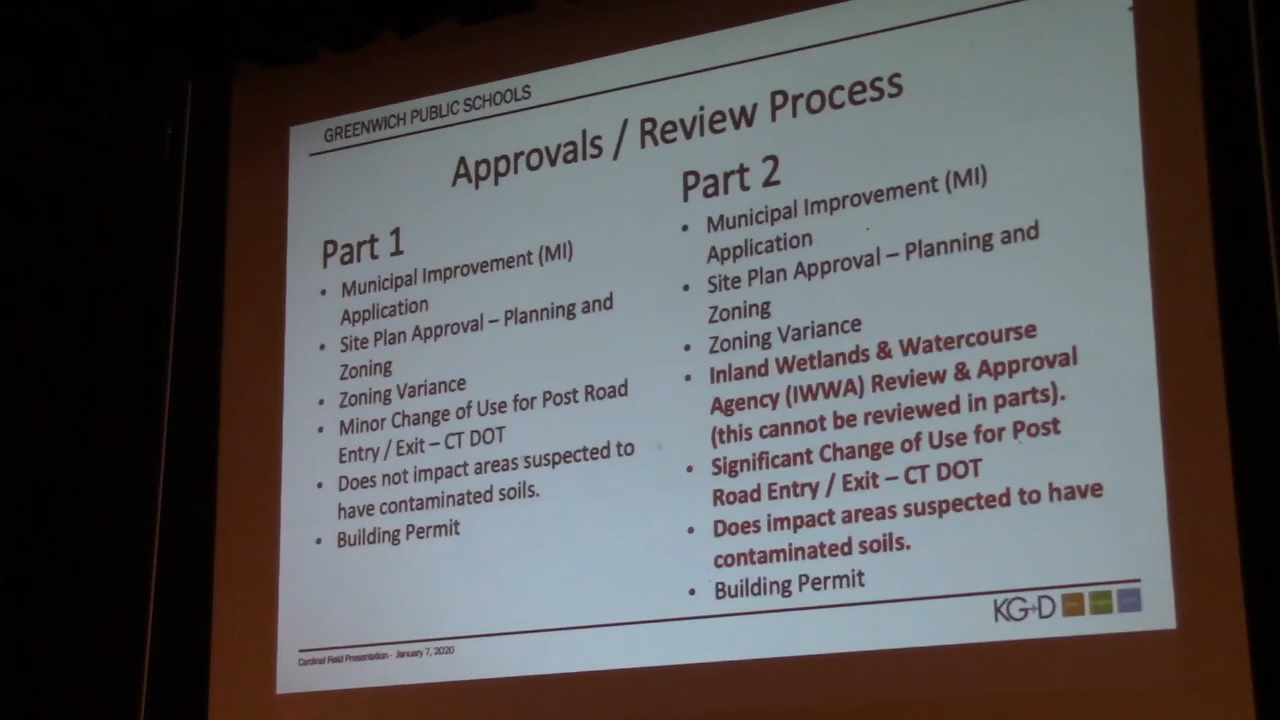 GREENWICH PUBLIC SCHOOLS
Approvals / Review Process
Part 1
• Municipal Improvement (MI)
Application
• Site Plan Approval – Planning and
Zoning
• Zoning Variance
• Minor Change of Use for Post Road
Entry / Exit – CT DOT
• Does not impact areas suspected to
have contaminated soils.
• Building Permit
Part 2
• Municipal Improvement (MI)
Application
• Site Plan Approval – Planning and
Zoning
• Zoning Variance
• Inland Wetlands & Watercourse
Agency (IWWA) Review & Approval
(this cannot be reviewed in parts).
• Significant Change of Use for Post
Road Entry / Exit – CT DOT
• Does impact areas suspected to have
contaminated soils.
• Building Permit
Cardinal Field Presentation - January 7, 2020
KG+D